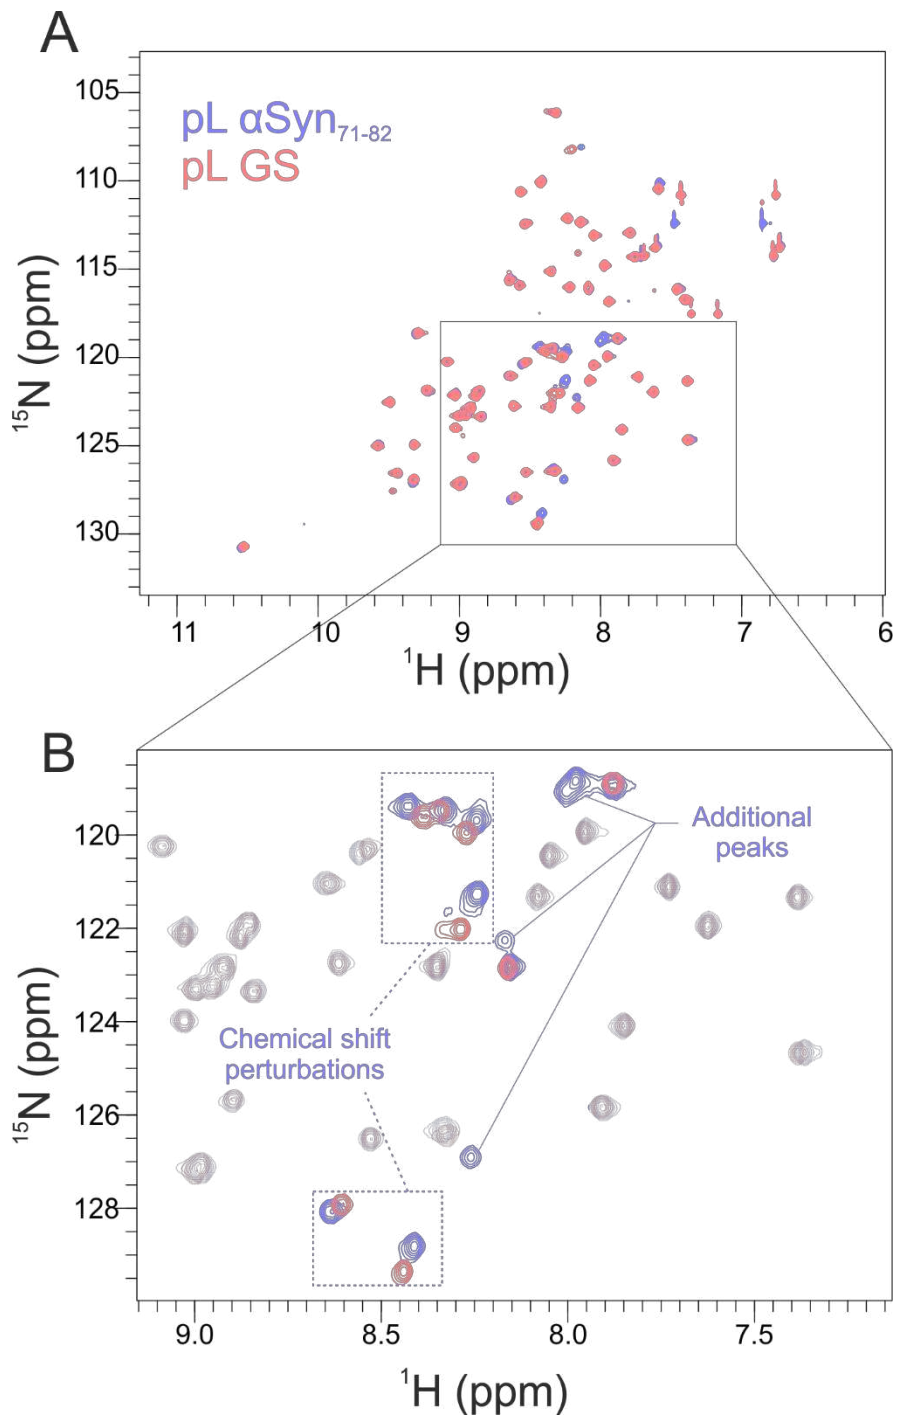 A
pL αSyn71-82
pL GS
105
110
115
120
125
130
15N (ppm)
11 10 9 8 7 6
1H (ppm)
B
Additional
peaks
Chemical shift
perturbations
120
122
124
126
128
15N (ppm)
9.0 8.5 8.0 7.5
1H (ppm)